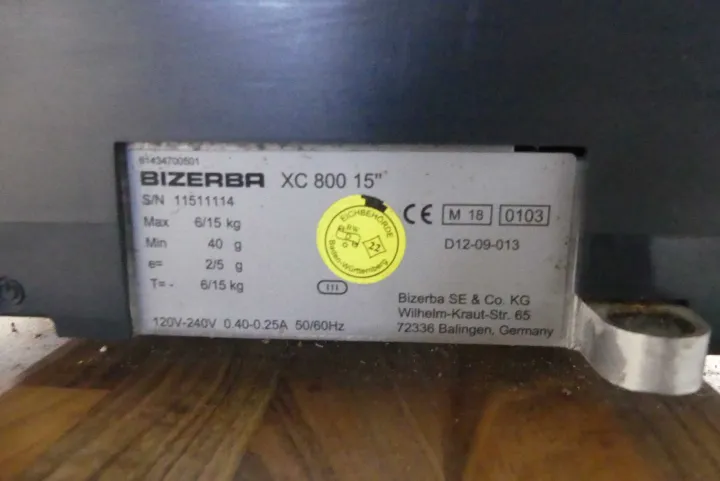 61434700501
BIZERBA XC 800 15"
S/N 11511114
Max 6/15 kg
Min 40 g
e= 2/5 g
T= - 6/15 kg
120V-240V 0.40-0.25A 50/60Hz
EICHBEHÖRDE
22
Baden-Württemberg
III
CE M 18 0103
D12-09-013
Bizerba SE & Co. KG
Wilhelm-Kraut-Str. 65
72336 Balingen, Germany